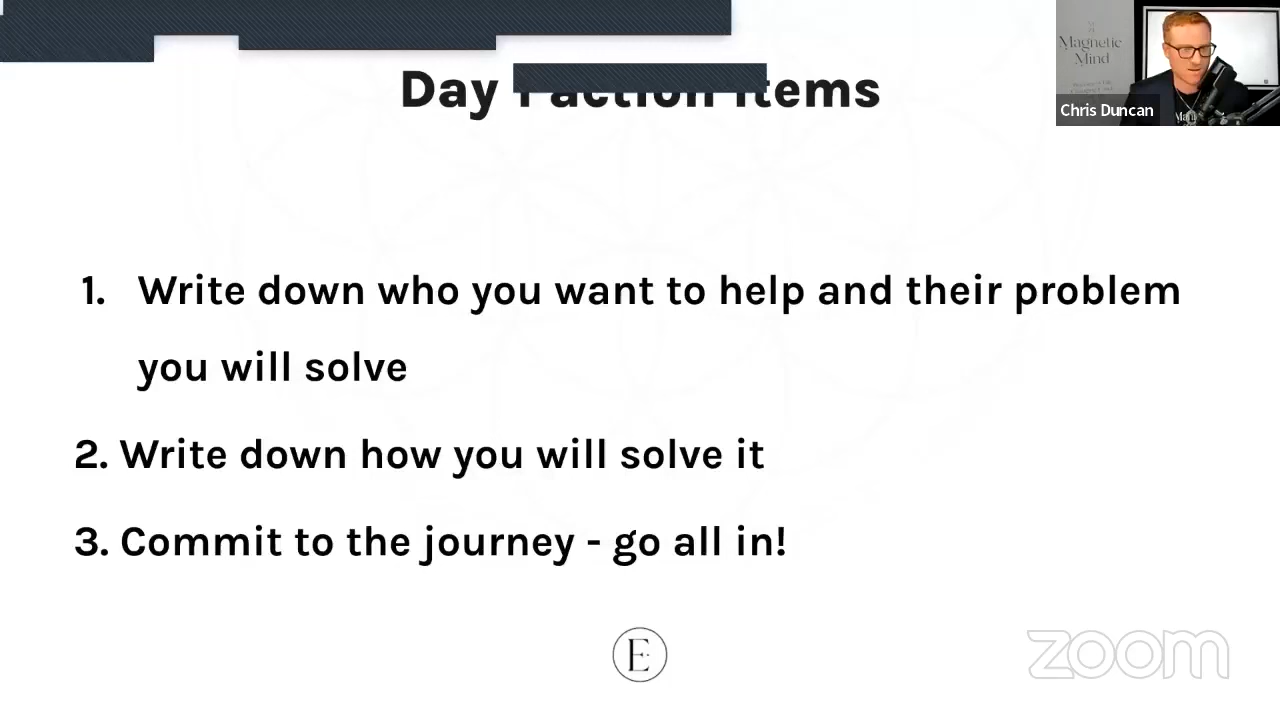 Day 1 action items
Magnetic
Mind
Chris Duncan
1. Write down who you want to help and their problem
you will solve
2. Write down how you will solve it
3. Commit to the journey - go all in!
E
zoom